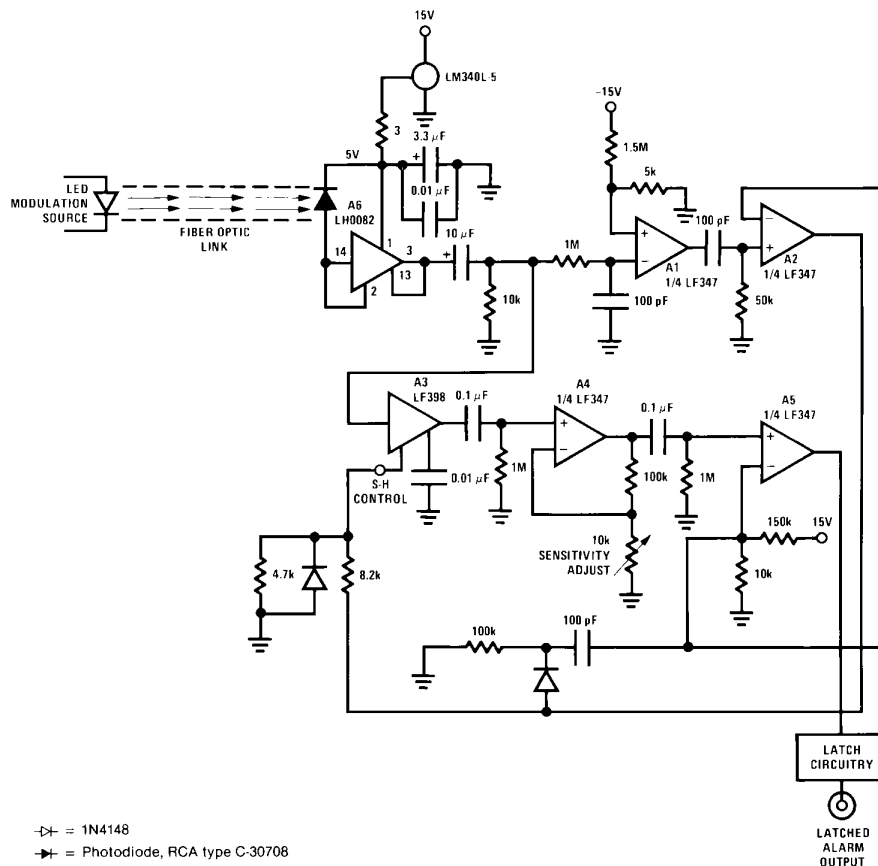 15V
LM340L-5
3
5V
3.3 μF
+
0.01 μF
-15V
1.5M
5k
LED
MODULATION
SOURCE
FIBER OPTIC
LINK
A6
LH0082
14
1
3
13
2
10 μF
+
10k
1M
100 pF
+
−
A1
1/4 LF347
100 pF
50k
−
+
A2
1/4 LF347
A3
LF398
0.1 μF
S-H
CONTROL
0.01 μF
1M
A4
1/4 LF347
+
−
0.1 μF
100k
1M
10k
SENSITIVITY
ADJUST
A5
1/4 LF347
+
−
150k
15V
10k
4.7k
8.2k
100k
100 pF
LATCH
CIRCUITRY
LATCHED
ALARM
OUTPUT
= 1N4148
= Photodiode, RCA type C-30708